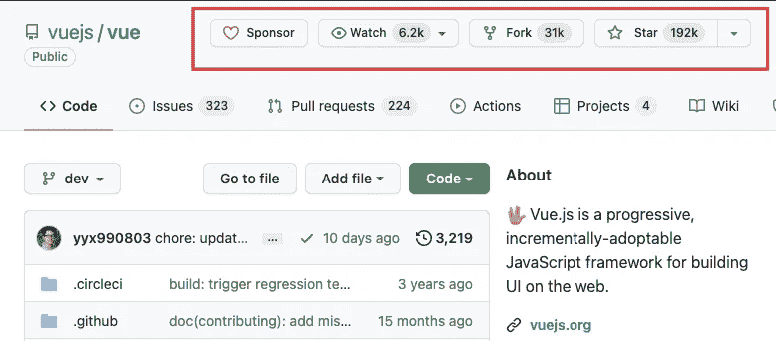 vuejs / vue
Public
Sponsor Watch 6.2k Fork 31k Star 192k
Code Issues 323 Pull requests 224 Actions Projects 4 Wiki
dev Go to file Add file Code
About
Vue.js is a progressive,
incrementally-adoptable
JavaScript framework for building
UI on the web.
vuejs.org
yyx990803 chore: updat... ... 10 days ago 3,219
.circleci build: trigger regression te... 3 years ago
.github doc(contributing): add mis... 15 months ago